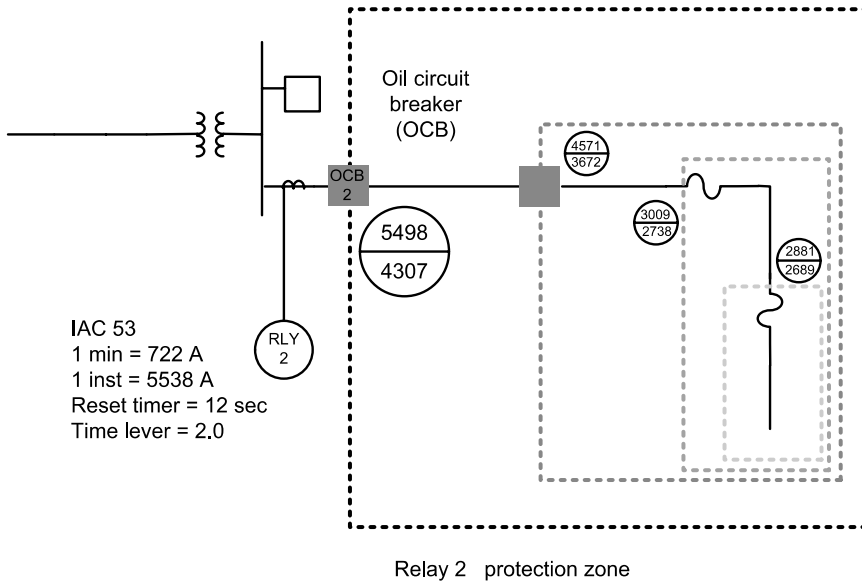 Oil circuit
breaker
(OCB)
4571
3672
OCB
2
5498
4307
3009
2738
2881
2689
IAC 53
1 min = 722 A
1 inst = 5538 A
Reset timer = 12 sec
Time lever = 2.0
RLY
2
Relay 2 protection zone